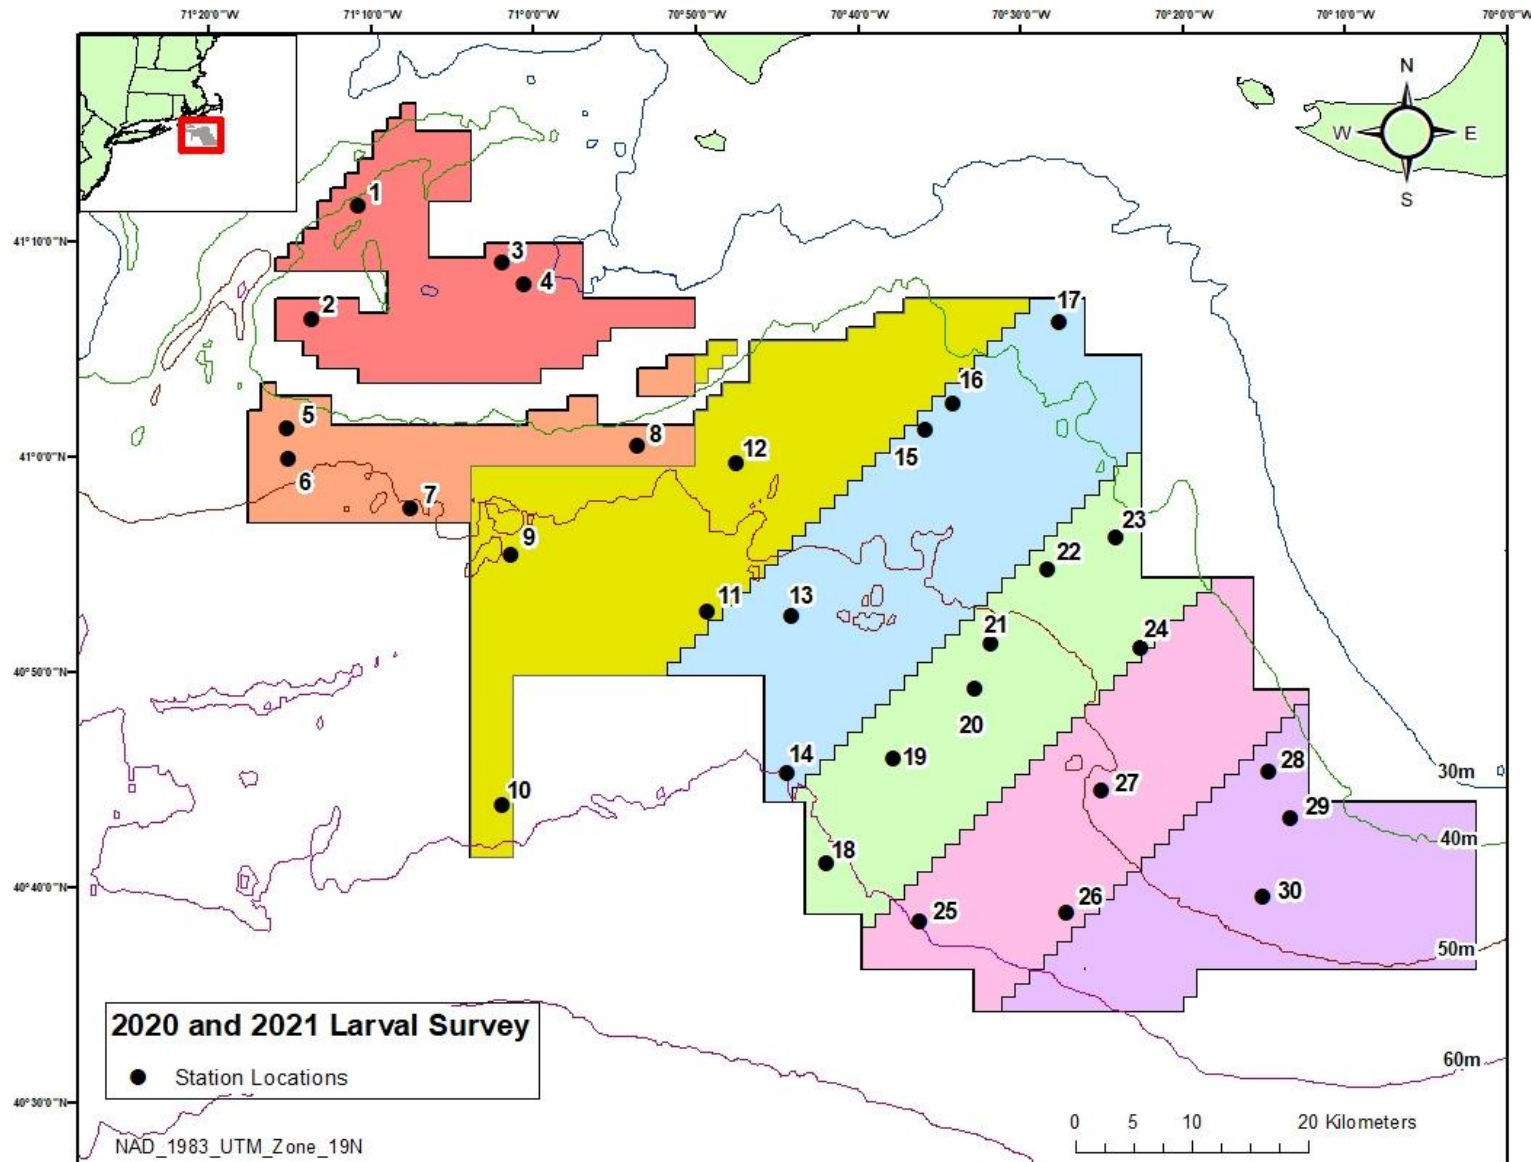 71°20'0"W 71°10'0"W 71°0'0"W 70°50'0"W 70°40'0"W 70°30'0"W 70°20'0"W 70°10'0"W 70°0'0"W
N
W E
S
1
41°10'0"N
3
4
2
17
16
5
8
15
12
41°0'0"N
6
7
23
9
22
11
13
24
21
40°50'0"N
20
14
19
28
30m
27
10
29
40m
18
40°40'0"N
26
30
25
50m
2020 and 2021 Larval Survey
Station Locations
60m
40°30'0"N
0 5 10 20 Kilometers
NAD_1983_UTM_Zone_19N